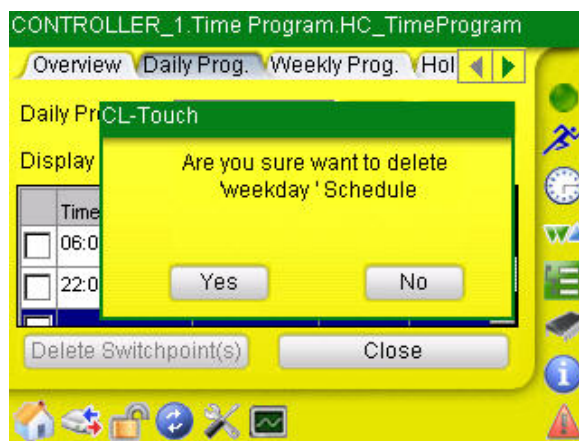 CONTROLLER_1.Time Program.HC_TimeProgram
Overview Daily Prog. Weekly Prog. Hol
Daily Pr
CL-Touch
Display
Are you sure want to delete
'weekday ' Schedule
Time
06:0
22:0
Yes No
Delete Switchpoint(s) Close